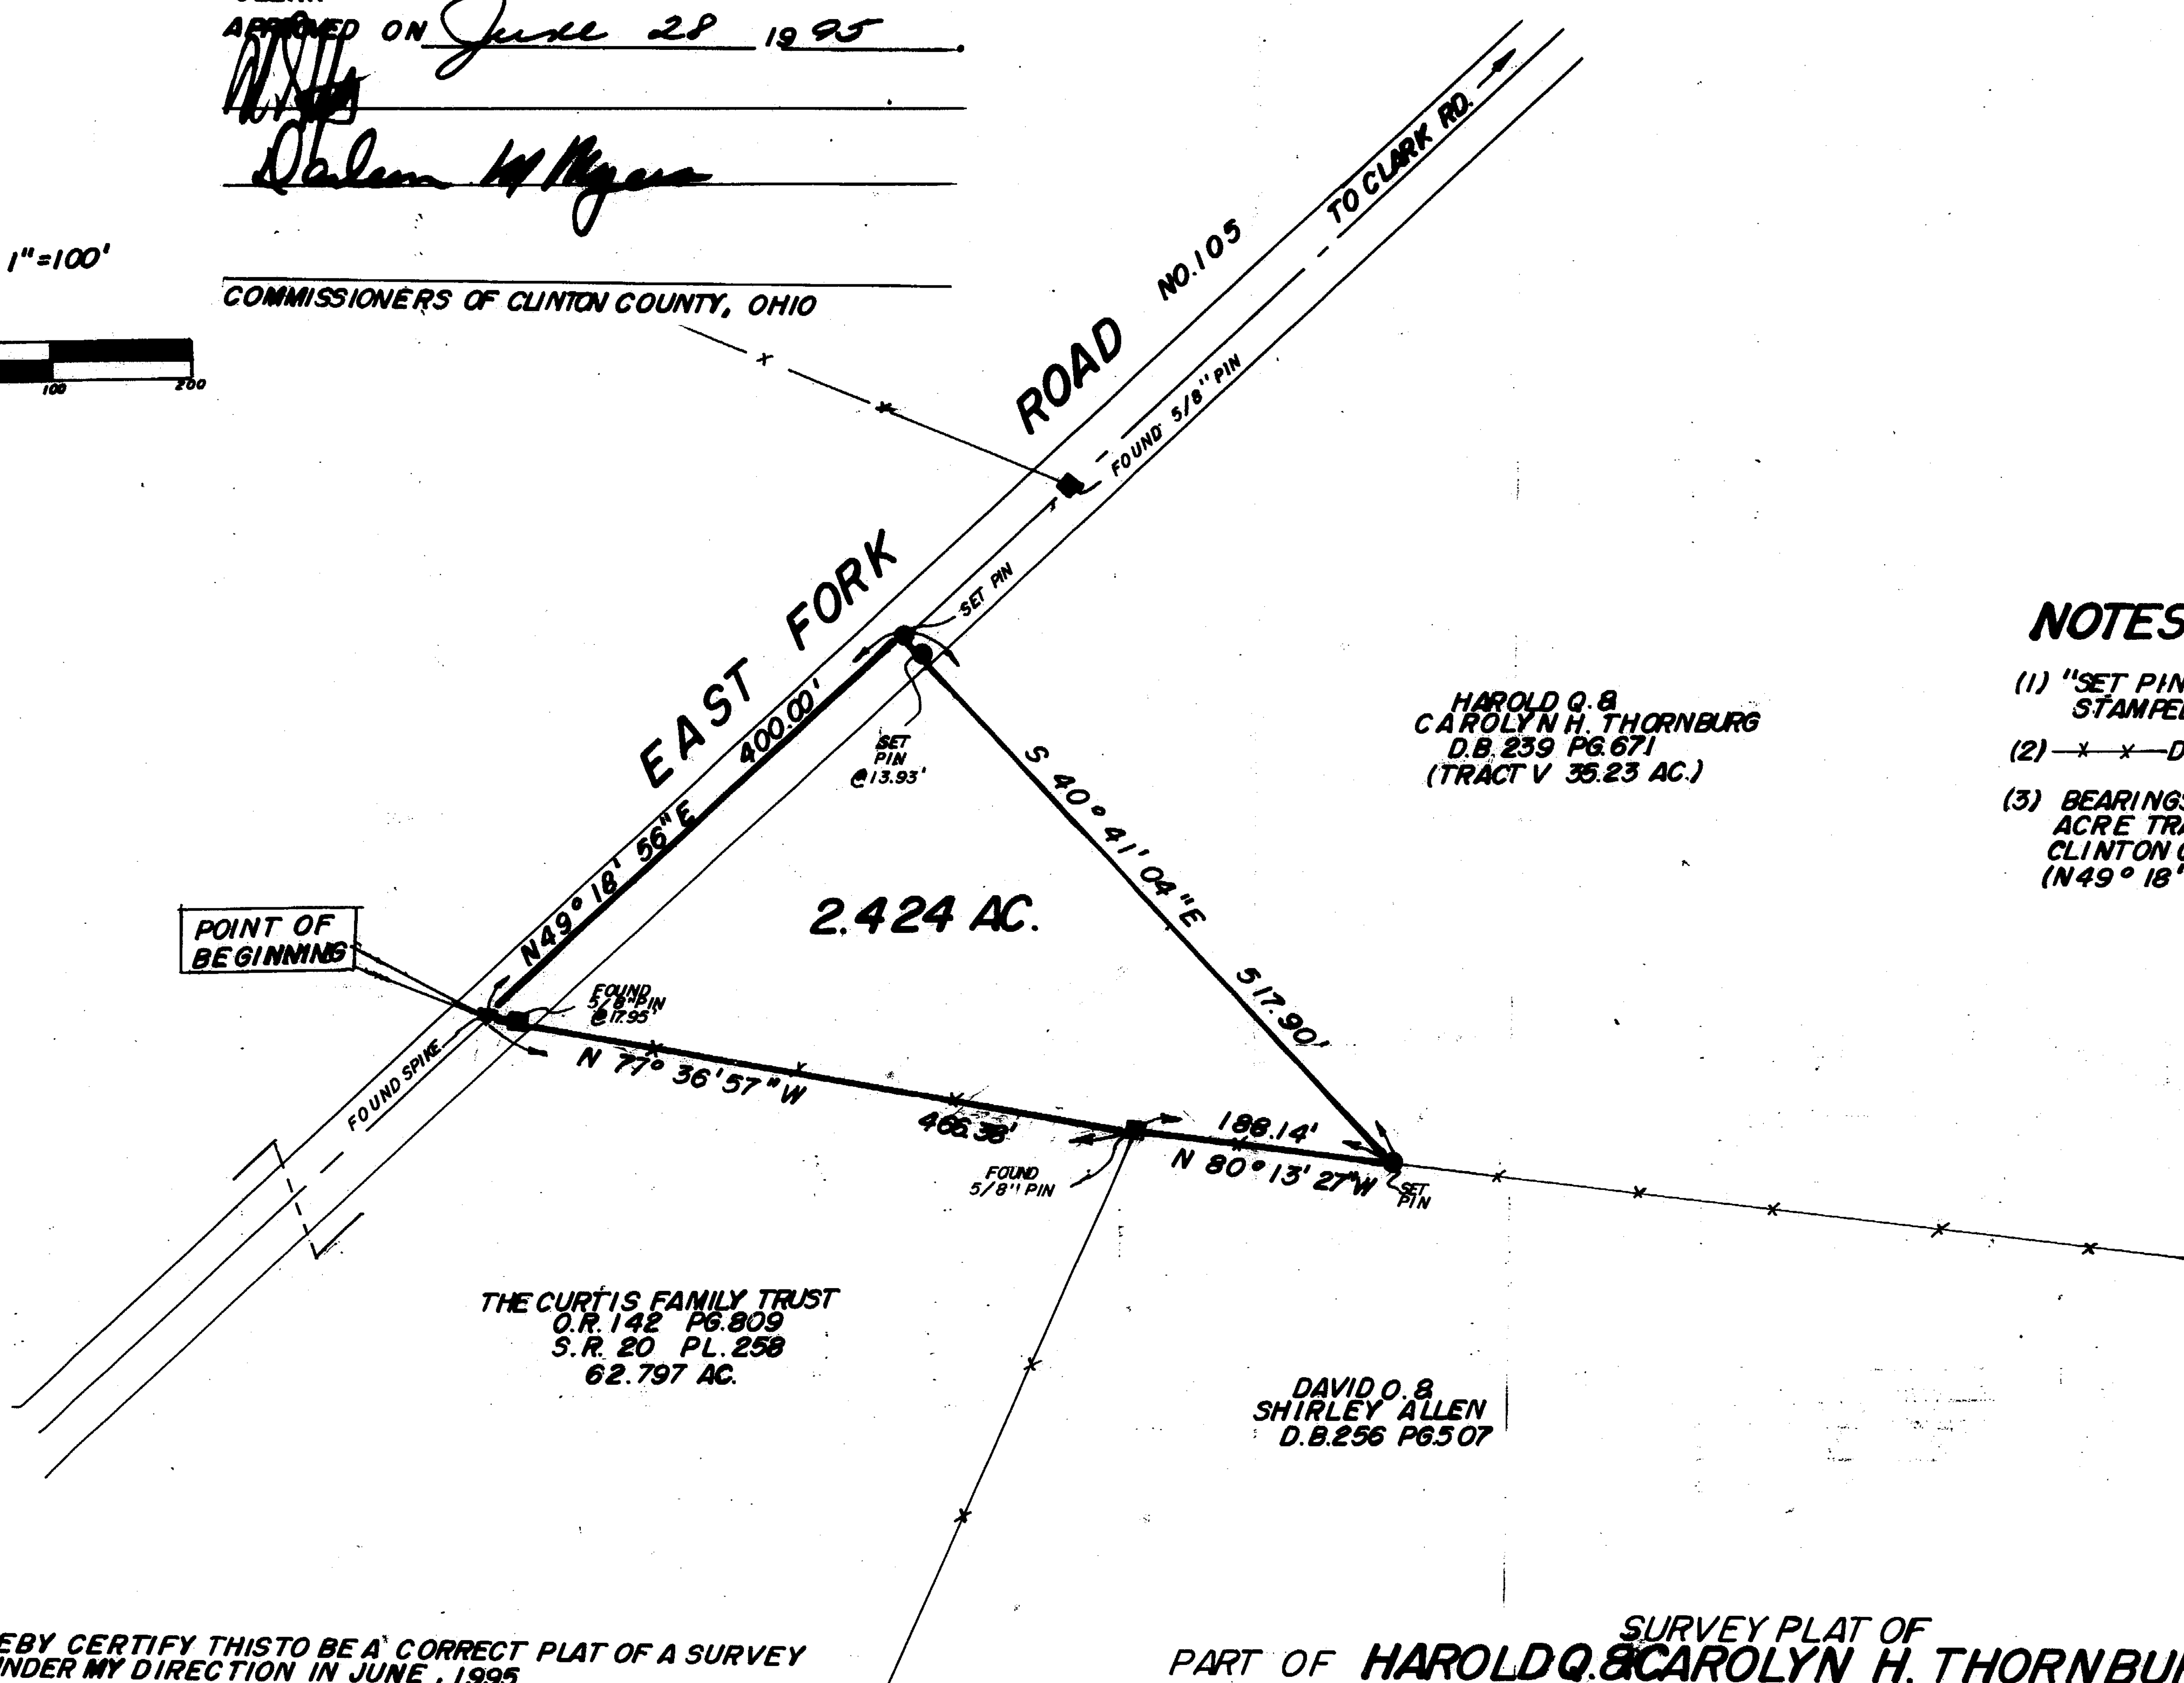 APPROVED ON June 28 1995.
Darlene M Myers
1"=100'
COMMISSIONERS OF CLINTON COUNTY, OHIO
100 200
TO CLARK RD.
EAST FORK ROAD NO.105
FOUND 5/8" PIN
SET PIN
SET
PIN
@13.93'
HAROLD Q. &
CAROLYN H. THORNBURG
D.B. 239 PG. 671
(TRACT V 35.23 AC.)
NOTES
(1) "SET PIN
STAMPED
(2) —x—x—D
(3) BEARINGS
ACRE TRA
CLINTON C
(N49° 18'
N49° 18' 56"E 400.00'
S 40° 41' 04"E 517.90'
2.424 AC.
POINT OF
BEGINNING
FOUND
5/8" PIN
@17.95'
FOUND SPIKE
N 77° 36' 57" W 466.38'
188.14'
N 80° 13' 27"W
FOUND
5/8" PIN
SET
PIN
THE CURTIS FAMILY TRUST
O.R. 142 PG. 809
S.R. 20 PL. 258
62.797 AC.
DAVID O. &
SHIRLEY ALLEN
D.B. 256 PG. 507
EBY CERTIFY THIS TO BE A CORRECT PLAT OF A SURVEY
NDER MY DIRECTION IN JUNE, 1995
SURVEY PLAT OF
PART OF HAROLD Q. & CAROLYN H. THORNBU